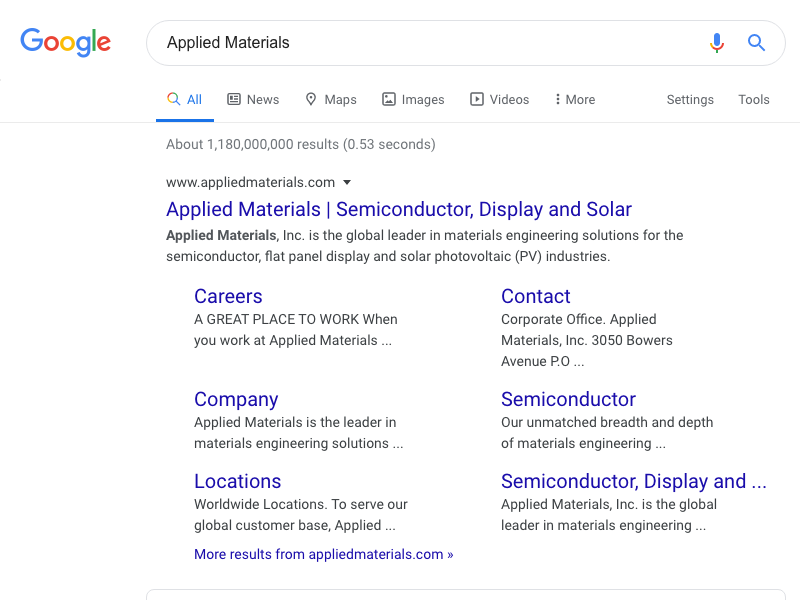 Google
Applied Materials
All News Maps Images Videos More Settings Tools
About 1,180,000,000 results (0.53 seconds)
www.appliedmaterials.com
Applied Materials | Semiconductor, Display and Solar
Applied Materials, Inc. is the global leader in materials engineering solutions for the
semiconductor, flat panel display and solar photovoltaic (PV) industries.
Careers
A GREAT PLACE TO WORK When
you work at Applied Materials ...
Contact
Corporate Office. Applied
Materials, Inc. 3050 Bowers
Avenue P.O ...
Company
Applied Materials is the leader in
materials engineering solutions ...
Semiconductor
Our unmatched breadth and depth
of materials engineering ...
Locations
Worldwide Locations. To serve our
global customer base, Applied ...
Semiconductor, Display and ...
Applied Materials, Inc. is the global
leader in materials engineering ...
More results from appliedmaterials.com »